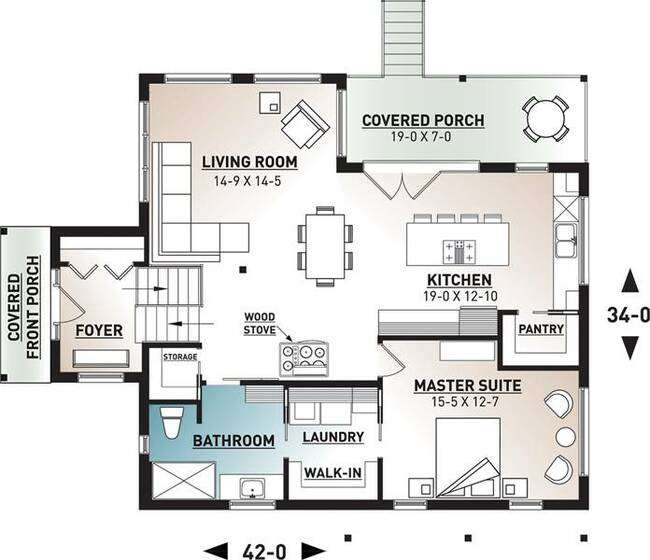 COVERED PORCH
19-0 X 7-0
LIVING ROOM
14-9 X 14-5
COVERED
FRONT PORCH
FOYER
KITCHEN
19-0 X 12-10
34-0
WOOD
STOVE
PANTRY
STORAGE
MASTER SUITE
15-5 X 12-7
BATHROOM
LAUNDRY
WALK-IN
42-0